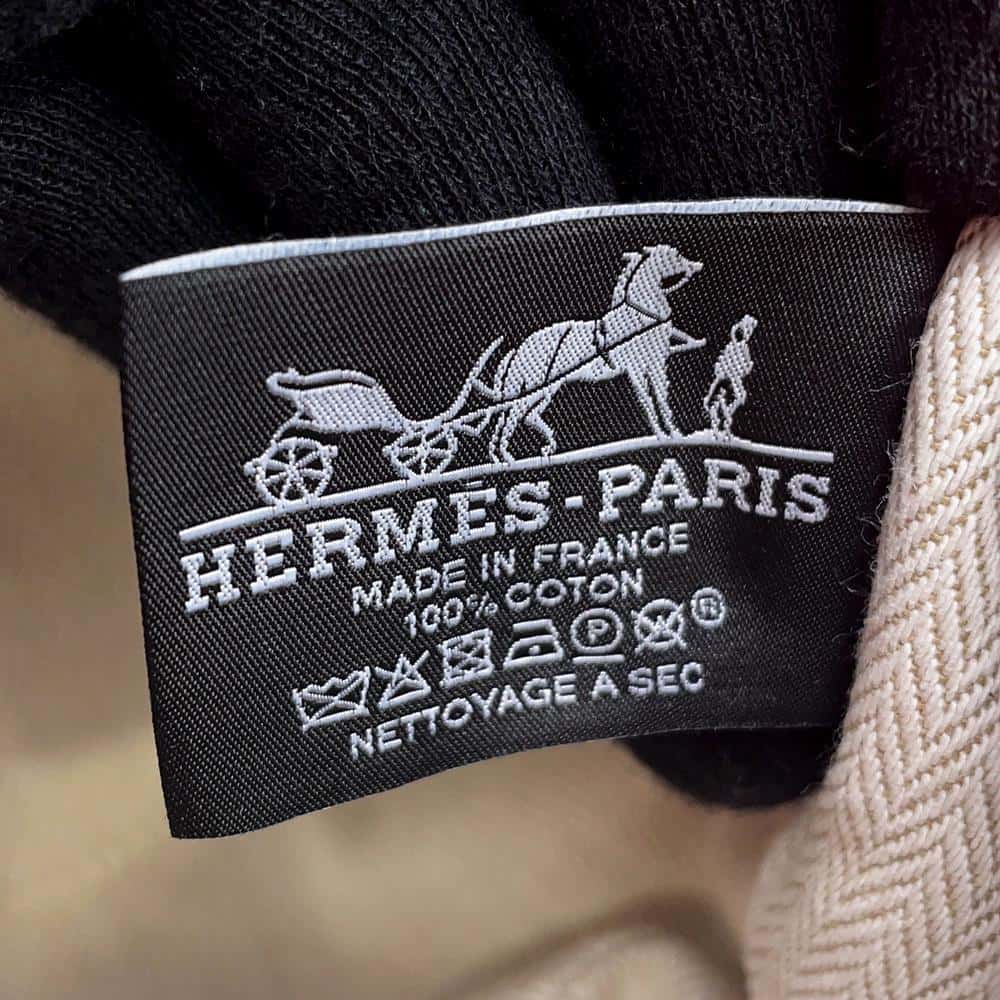 HERMÈS-PARIS
MADE IN FRANCE
100% COTON
P ®
NETTOYAGE A SEC